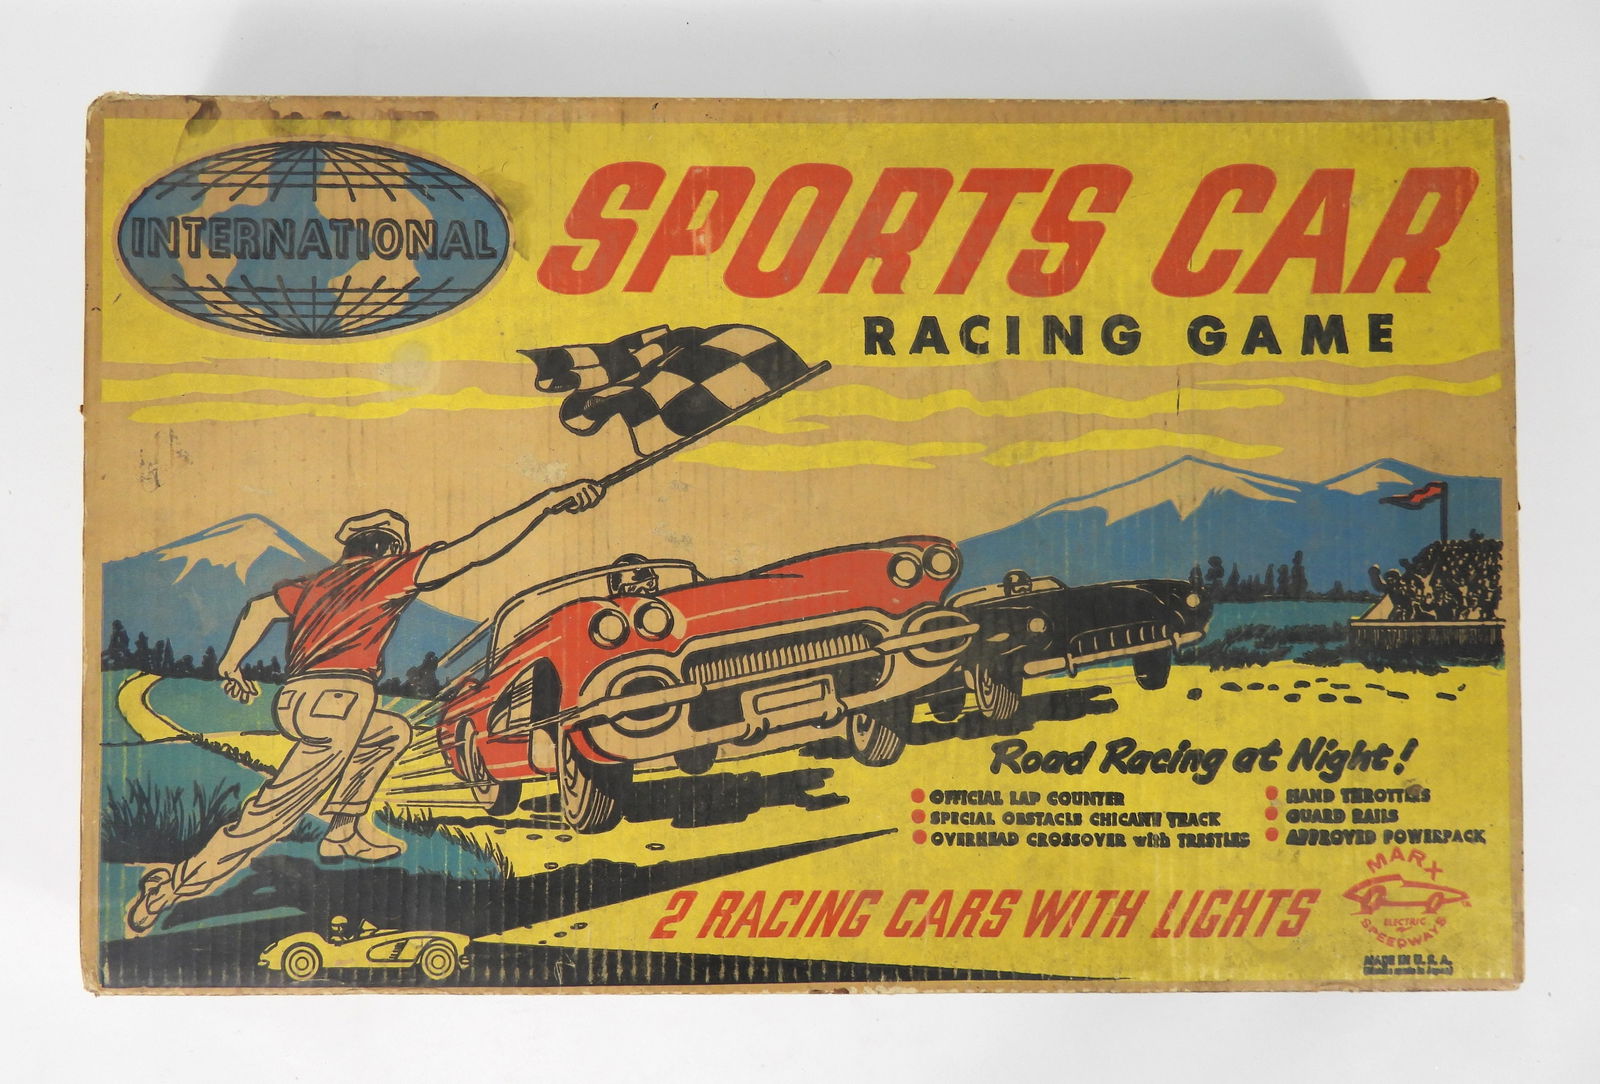 INTERNATIONAL
SPORTS CAR
RACING GAME
Road Racing at Night!
OFFICIAL LAP COUNTER
SPECIAL OBSTACLE CHICANE TRACK
OVERHEAD CROSSOVER with TRESTLES
HAND THROTTLES
GUARD RAILS
APPROVED POWERPACK
2 RACING CARS WITH LIGHTS
MARX
ELECTRIC
SPEEDWAYS
MADE IN U.S.A.